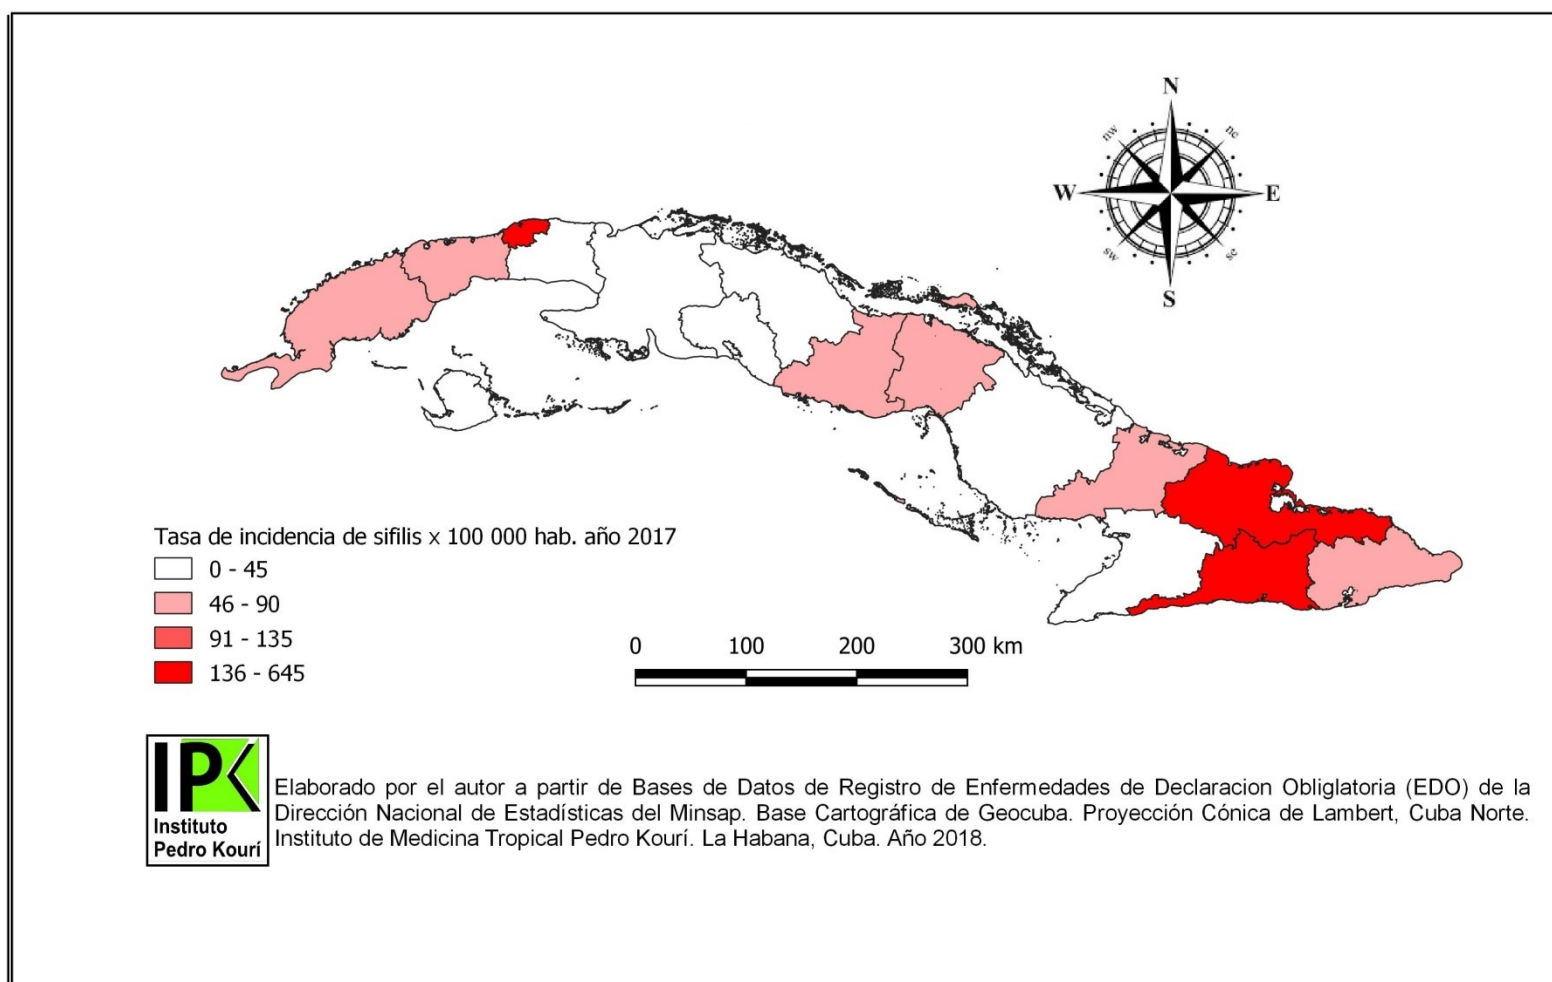 N
nw
ne
W
E
sw
se
S
Tasa de incidencia de sifilis x 100 000 hab. año 2017
0 - 45
46 - 90
91 - 135
136 - 645
0 100 200 300 km
IPK
Instituto
Pedro Kourí
Elaborado por el autor a partir de Bases de Datos de Registro de Enfermedades de Declaracion Obliglatoria (EDO) de la
Dirección Nacional de Estadísticas del Minsap. Base Cartográfica de Geocuba. Proyección Cónica de Lambert, Cuba Norte.
Instituto de Medicina Tropical Pedro Kourí. La Habana, Cuba. Año 2018.